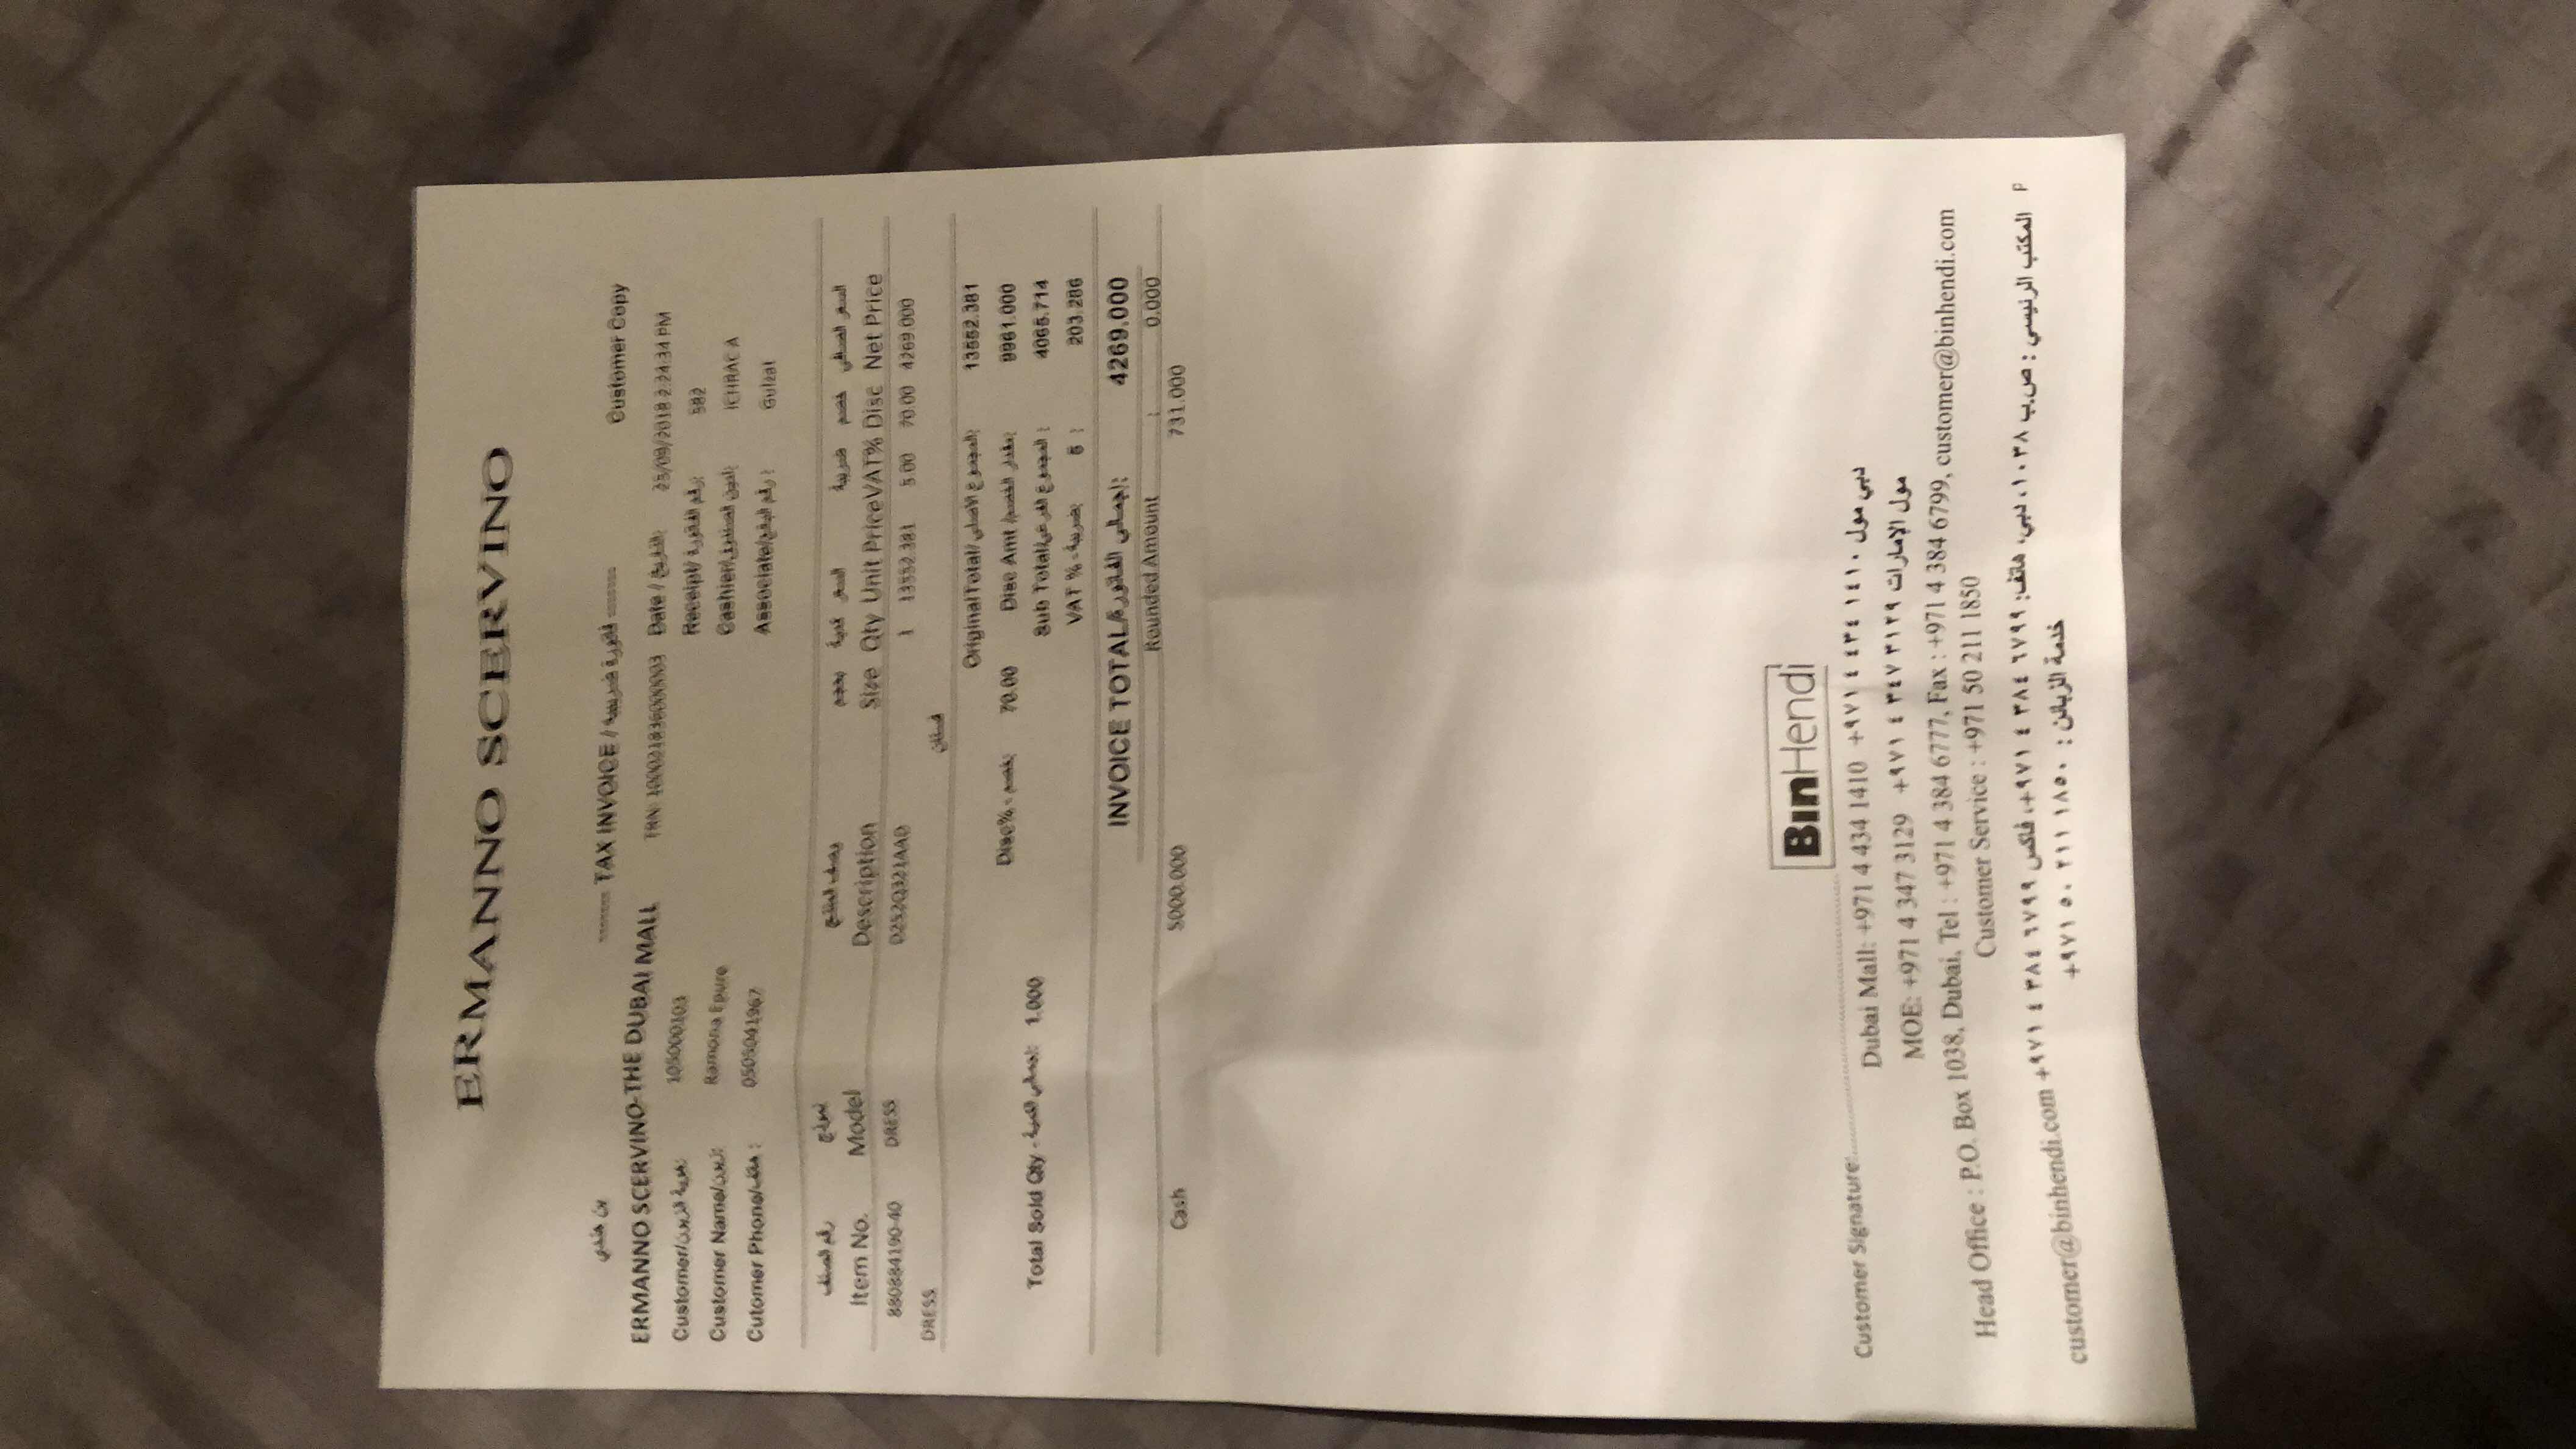 ERMANNO SCERVINO
بن هندي
------- TAX INVOICE / فاتورة ضريبية -------
Customer Copy
ERMANNO SCERVINO-THE DUBAI MALL
TRN: 100021836000003 Date / التاريخ: 25/09/2018 2:24:34 PM
Customer/هوية الزبون: 105000103
Receipt/ رقم الفاتورة: 582
Customer Name/زبون: Ramona Epure
Cashier/أمين الصندوق: ICHRAC A
Cutomer Phone/هاتف : 0505041967
Associate/رقم البائع : Gulzat
رقم الصنف نموذج وصف المنتج بحجم كمية السعر ضريبة خصم السعر الصافي
Item No. Model Description Size Qty Unit Price VAT% Disc Net Price
880884190-40 DRESS D252Q321AAD 1 13552.381 5.00 70.00 4269.000
DRESS فستان
OriginalTotal/المجموع الاصلي: 13552.381
Disc% - خصم: 70.00 Disc Amt /مقدار الخصم: 9961.000
Total Sold Qty - إجمالي الكمية: 1.000
Sub Total/المجموع الفرعي : 4065.714
VAT % - ضريبة: 5 : 203.286
INVOICE TOTAL/إجمالي الفاتورة: 4269.000
Rounded Amount : 0.000
Cash 5000.000 731.000
BinHendi
Customer Signature:
Dubai Mall: +971 4 434 1410 دبي مول ٱ +٩٧١ ٤ ٤٣٤ ١٤١٠
MOE: +971 4 347 3129 مول الإمارات +٩٧١ ٤ ٣٤٧ ٣١٢٩
Head Office : P.O. Box 1038, Dubai, Tel : +971 4 384 6777, Fax : +971 4 384 6799, customer@binhendi.com
Customer Service : +971 50 211 1850
المكتب الرئيسي : ص.ب ١٠٣٨، دبي، هاتف: ٦٧٩٩ ٣٨٤ ٤ ٩٧١+، فاكس ٦٧٩٩ ٣٨٤ ٤ ٩٧١+ customer@binhendi.com
خدمة الزبائن : ١٨٥٠ ٢١١ ٥٠ ٩٧١+